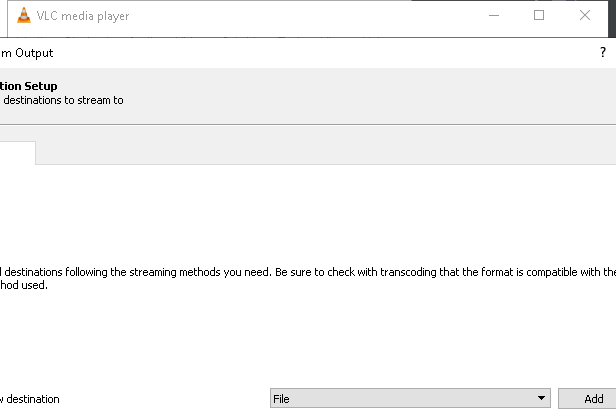 VLC media player
m Output
?
tion Setup
destinations to stream to
d destinations following the streaming methods you need. Be sure to check with transcoding that the format is compatible with the
hod used.
w destination
File
Add